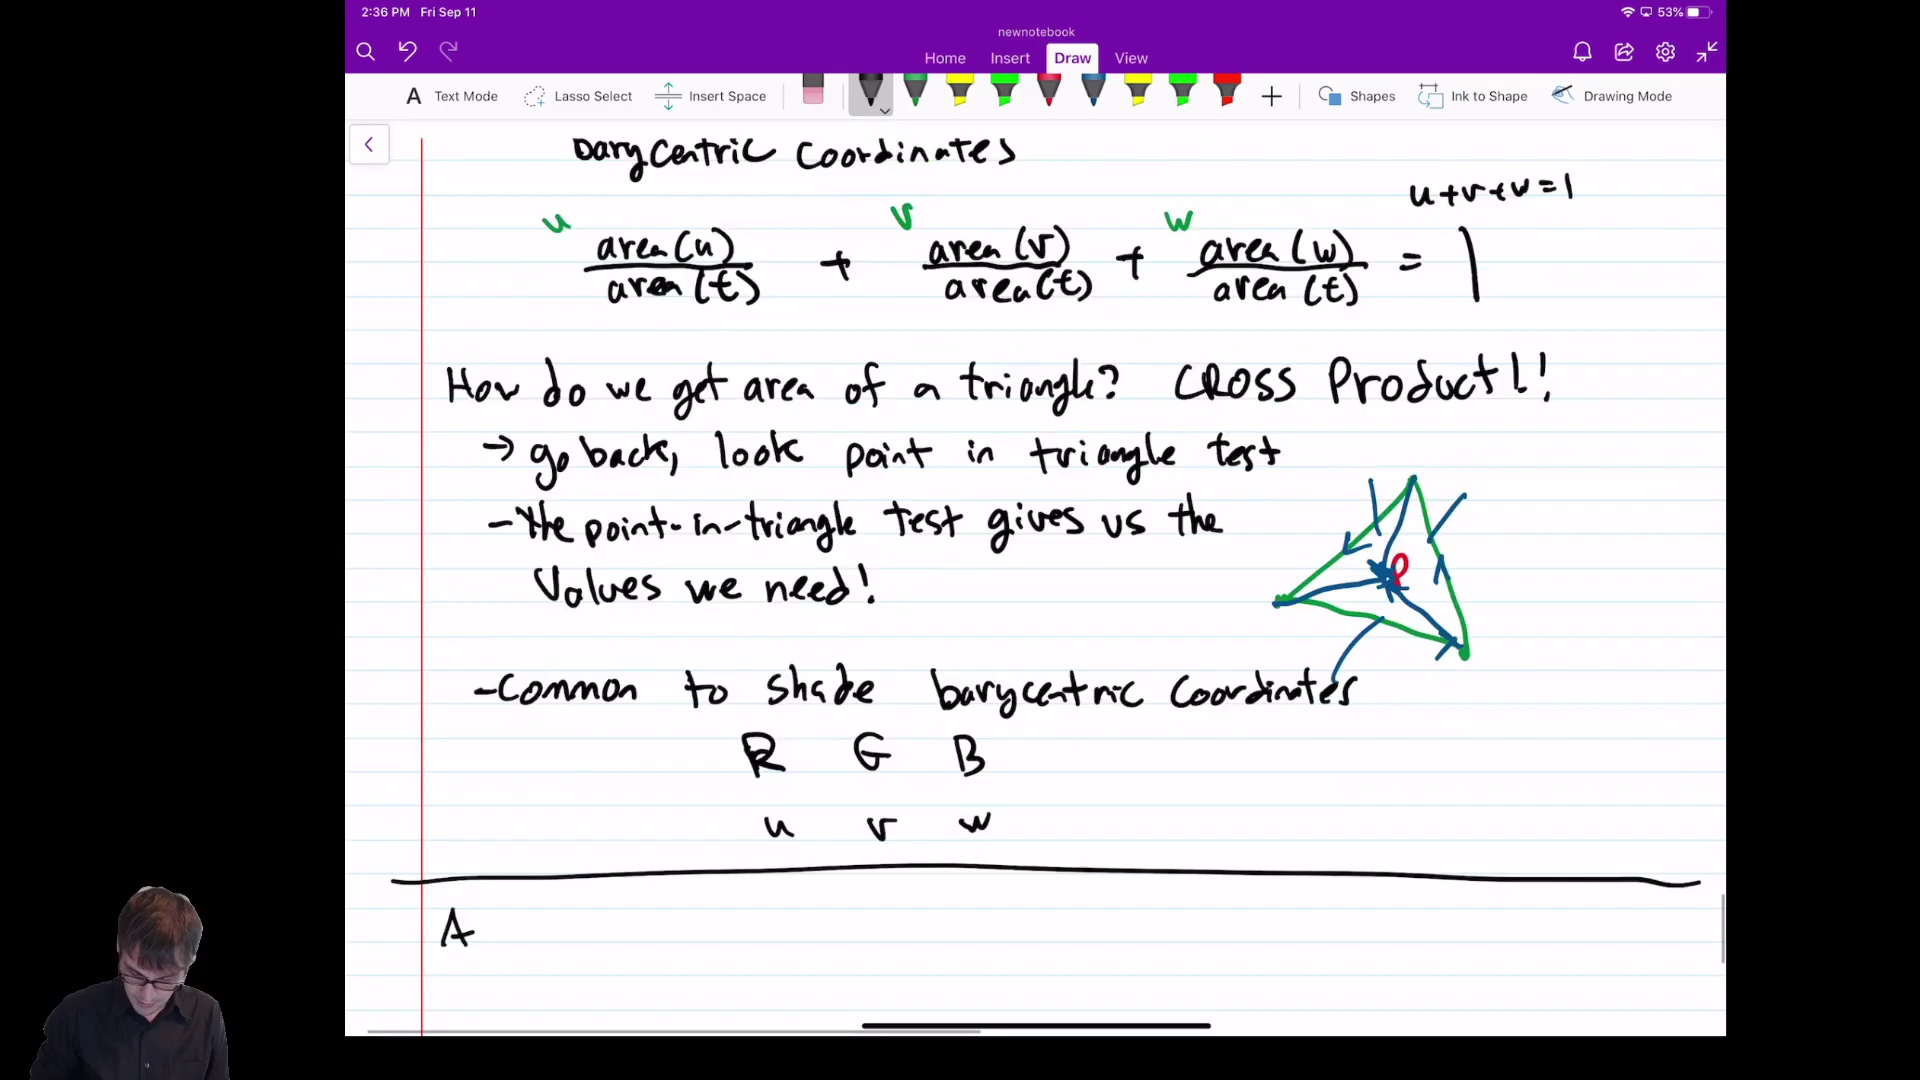 2:36 PM Fri Sep 11
53%
newnotebook
Home Insert Draw View
A Text Mode Lasso Select Insert Space Shapes Ink to Shape Drawing Mode
Barycentric Coordinates
u+v+w=1
u v w
area(u) area(v) area(w)
+ + = 1
area(t) area(t) area(t)
How do we get area of a triangle? CROSS Product!!
→ go back, look point in triangle test
- the point-in-triangle test gives us the
Values we need!
P
- Common to shade barycentric coordinates
R G B
u v w
A